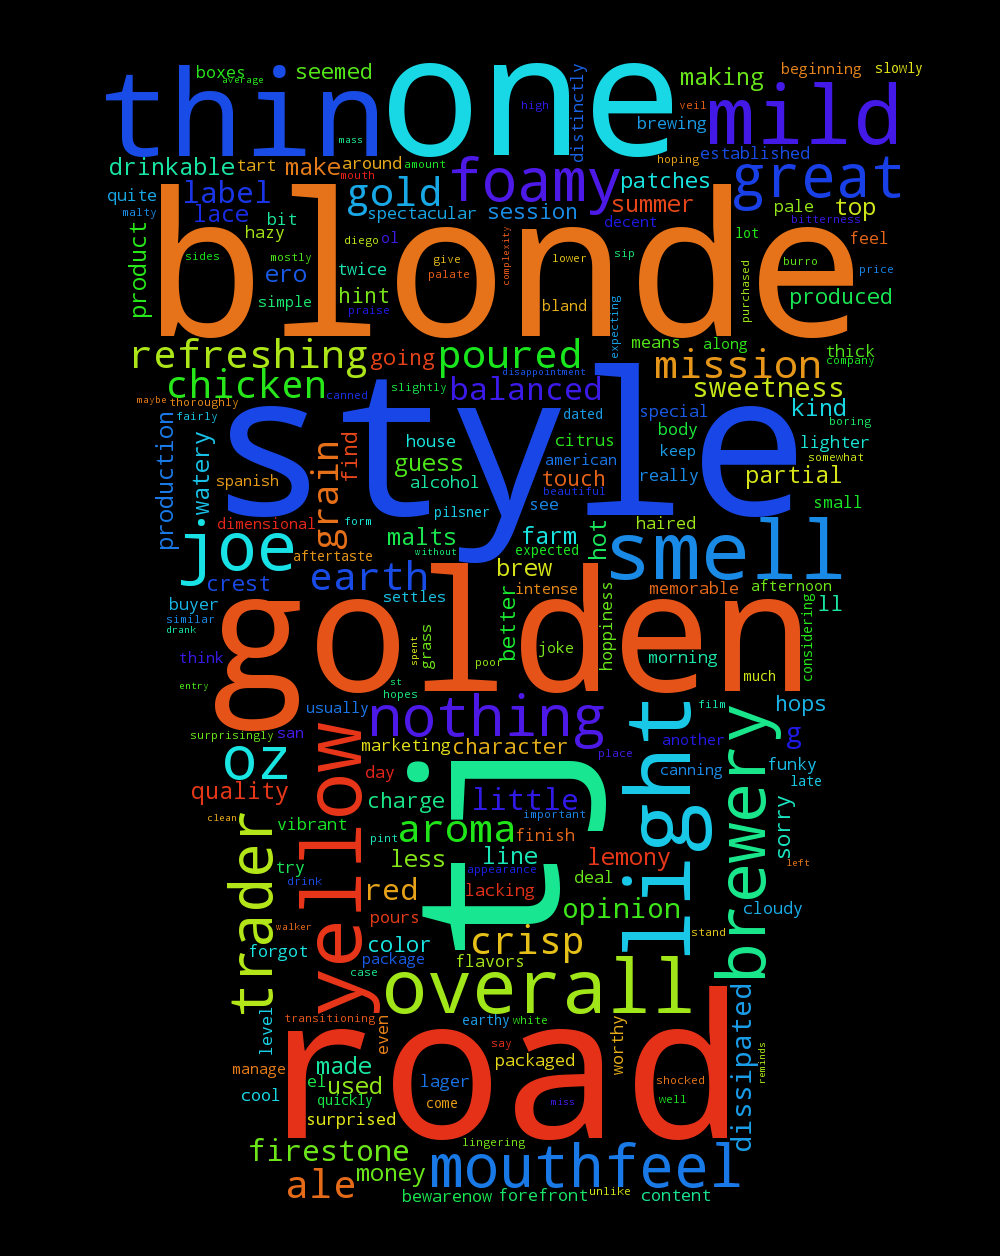 thin one mild
boxes seemed making beginning slowly
average high distinctly veil
brewing mass hoping established
drinkable tart make around amount great
mouth foamy patches
quite label gold summer pale top
malty lace spectacular session decent bitterness
bit hazy diego ol lot feel
product blonde complexity
sides mostly give lower sip burro
ero twice palate price
simple hint praise bland purchased produced
expecting
refreshing going poured means along thick
disappointment mission company
chicken slightly balanced sweetness
maybe thoroughly canned kind
fairly style dated special boring
production watery house citrus body lighter
find guess american keep somewhat
spanish grain alcohol touch really partial
beautiful see small
pilsner
dimensional form malts hot haired
joe farm smell
aftertaste without expected
crest earth brew intense memorable afternoon
buyer settles ll
similar golden better hoppiness considering
drank grass joke
think spent poor morning
much
entry st
hopes
usually nothing film hops
surprisingly san another g
marketing character place
oz day canning funky
quality yellow charge little light late
clean important brewery
vibrant aroma finish sorry
pint
try trader less line lemony left
drink appearance deal
red tj lacking
pours opinion cloudy
walker
forgot color crisp stand
package flavors
case
overall
level transitioning even earthy white worthy dissipated
say
manage made packaged reminds
cool el used road lager shocked
quickly come miss well
surprised
firestone lingering
ale money mouthfeel
bewarenow forefront unlike content